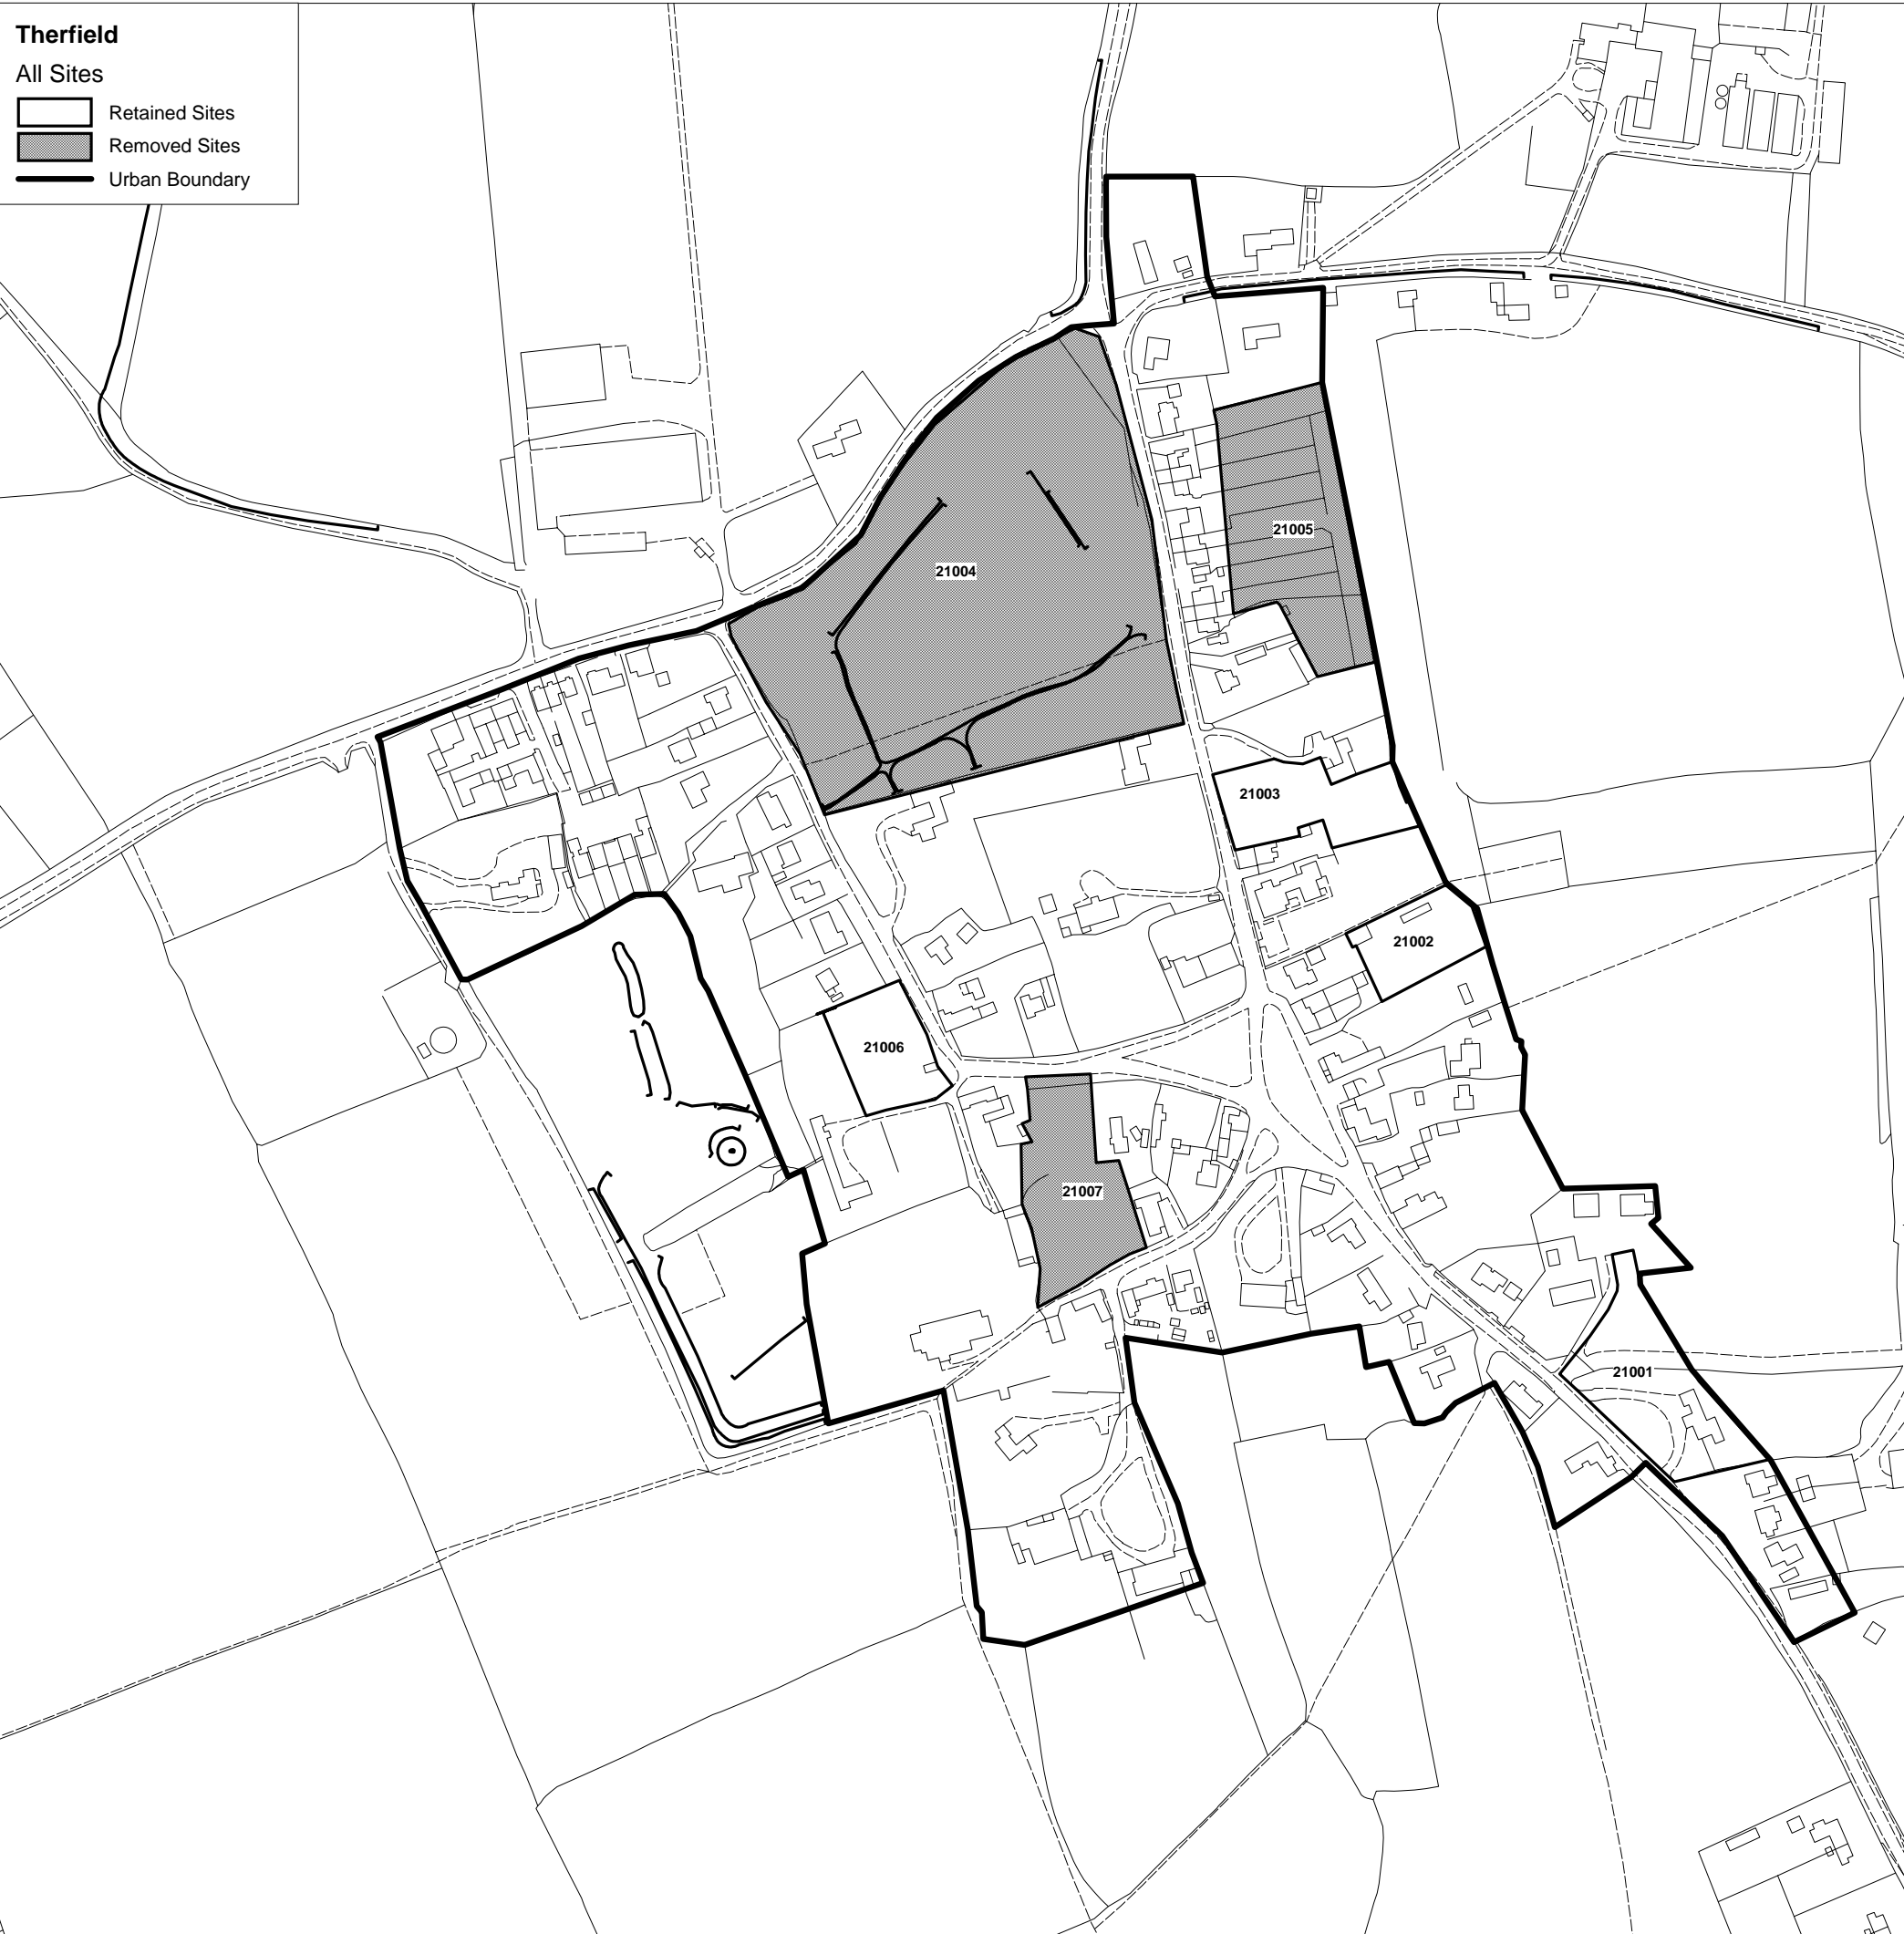 Therfield
All Sites
Retained Sites
Removed Sites
Urban Boundary
21005
21004
21003
21002
21006
21007
21001